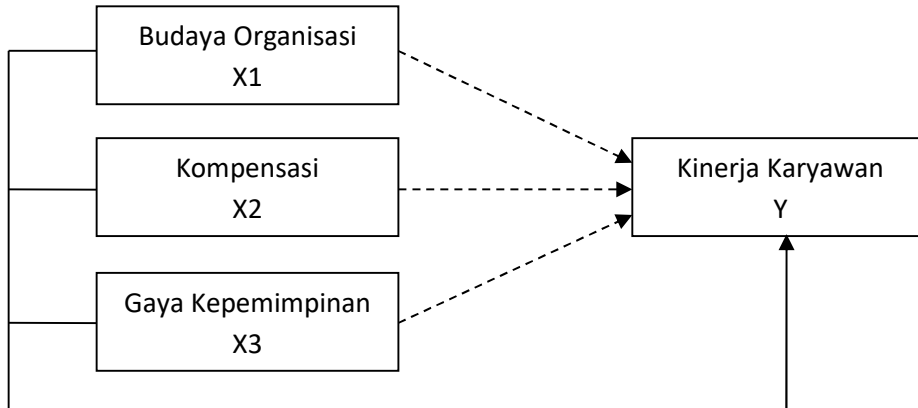 Budaya Organisasi
X1
Kompensasi
X2
Gaya Kepemimpinan
X3
Kinerja Karyawan
Y